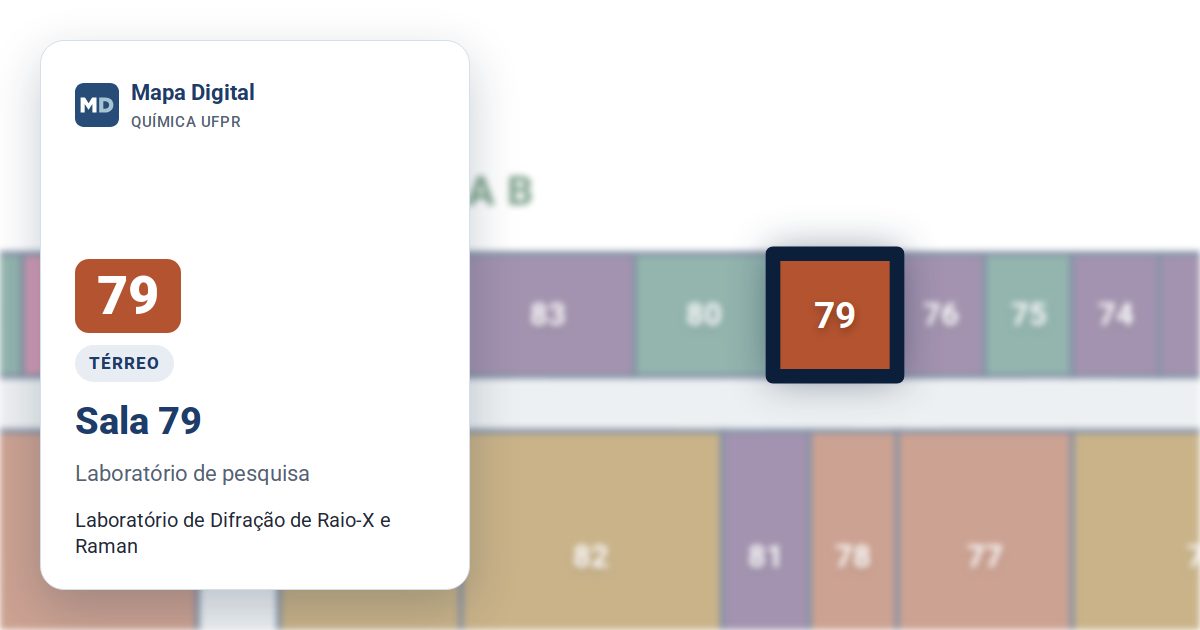 MD
Mapa Digital
QUÍMICA UFPR
79
TÉRREO
Sala 79
Laboratório de pesquisa
Laboratório de Difração de Raio-X e
Raman
A B
83
80
79
76
75
74
82
81
78
77